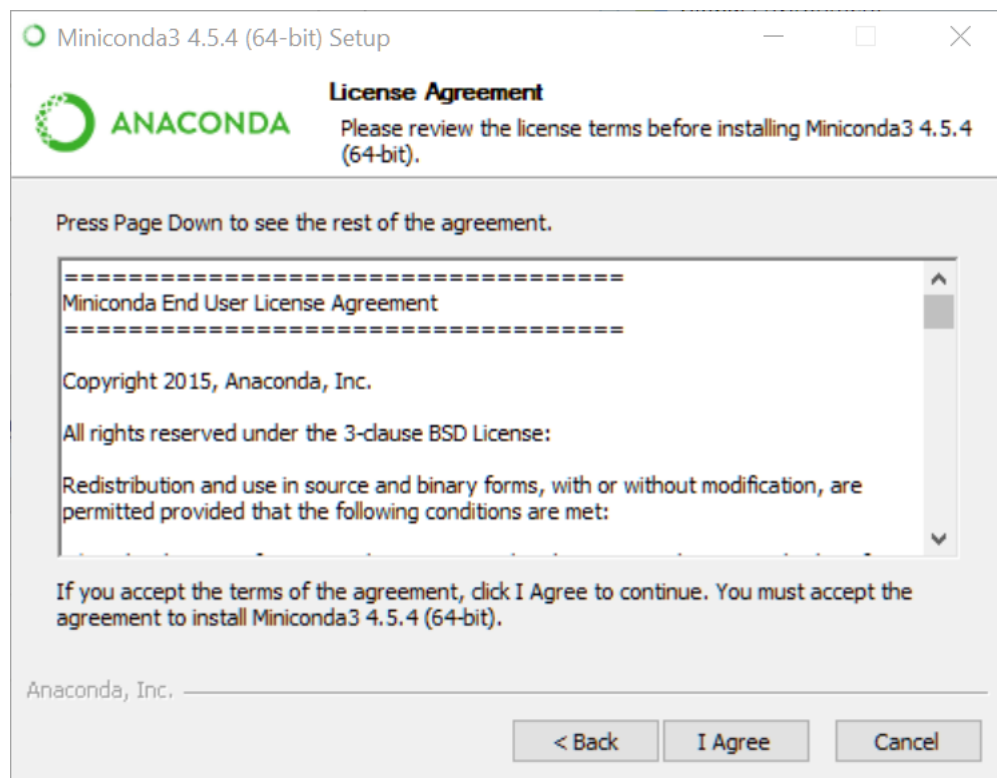 Miniconda3 4.5.4 (64-bit) Setup
ANACONDA
License Agreement
Please review the license terms before installing Miniconda3 4.5.4
(64-bit).
Press Page Down to see the rest of the agreement.
===================================
Miniconda End User License Agreement
===================================
Copyright 2015, Anaconda, Inc.
All rights reserved under the 3-clause BSD License:
Redistribution and use in source and binary forms, with or without modification, are
permitted provided that the following conditions are met:
If you accept the terms of the agreement, click I Agree to continue. You must accept the
agreement to install Miniconda3 4.5.4 (64-bit).
Anaconda, Inc.
< Back
I Agree
Cancel